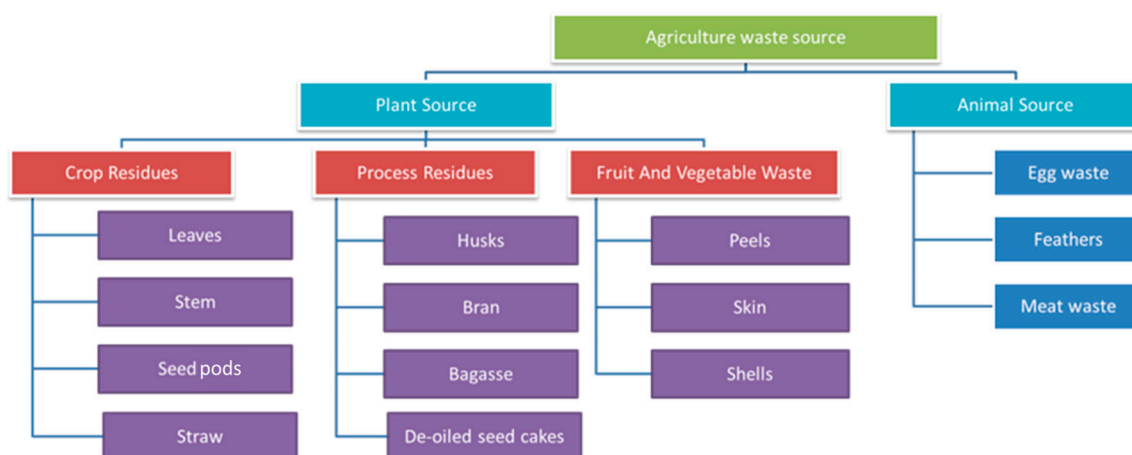 Agriculture waste source
Plant Source
Animal Source
Crop Residues
Process Residues
Fruit And Vegetable Waste
Egg waste
Leaves
Husks
Peels
Feathers
Stem
Bran
Skin
Meat waste
Seed pods
Bagasse
Shells
Straw
De-oiled seed cakes